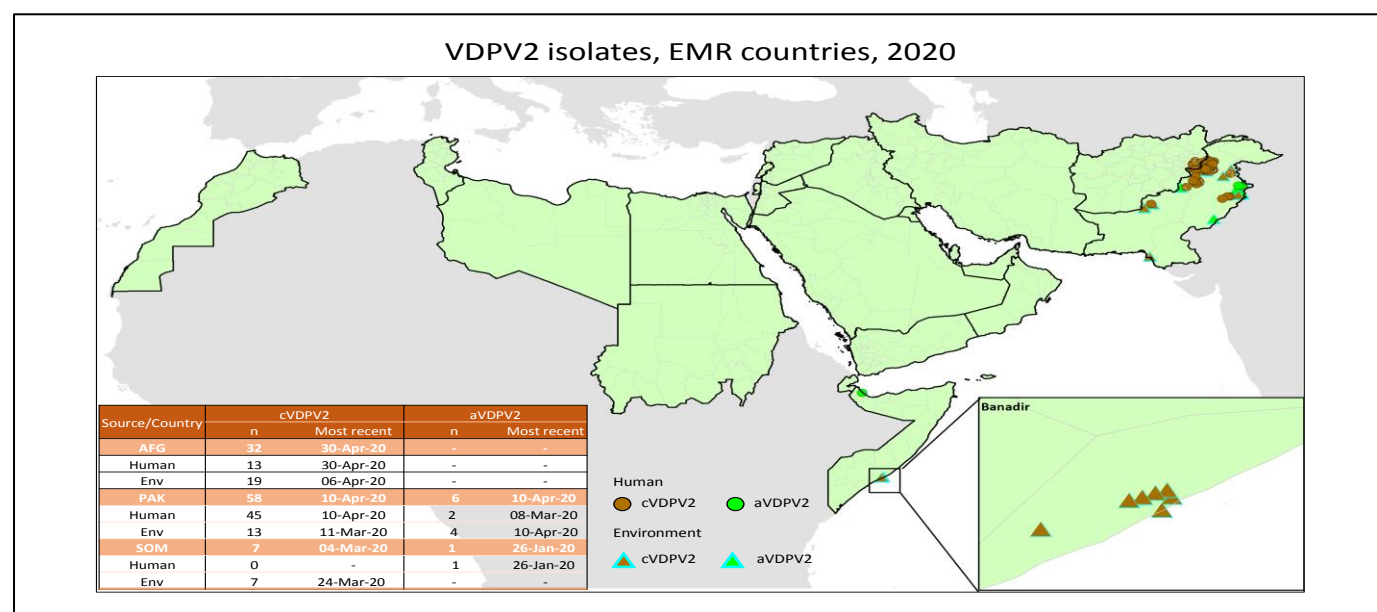 VDPV2 isolates, EMR countries, 2020
Source/Country cVDPV2 aVDPV2
n Most recent n Most recent
AFG 32 30-Apr-20 - -
Human 13 30-Apr-20 - -
Env 19 06-Apr-20 - -
PAK 58 10-Apr-20 6 10-Apr-20
Human 45 10-Apr-20 2 08-Mar-20
Env 13 11-Mar-20 4 10-Apr-20
SOM 7 04-Mar-20 1 26-Jan-20
Human 0 - 1 26-Jan-20
Env 7 24-Mar-20 - -
Human
cVDPV2 aVDPV2
Environment
cVDPV2 aVDPV2
Banadir